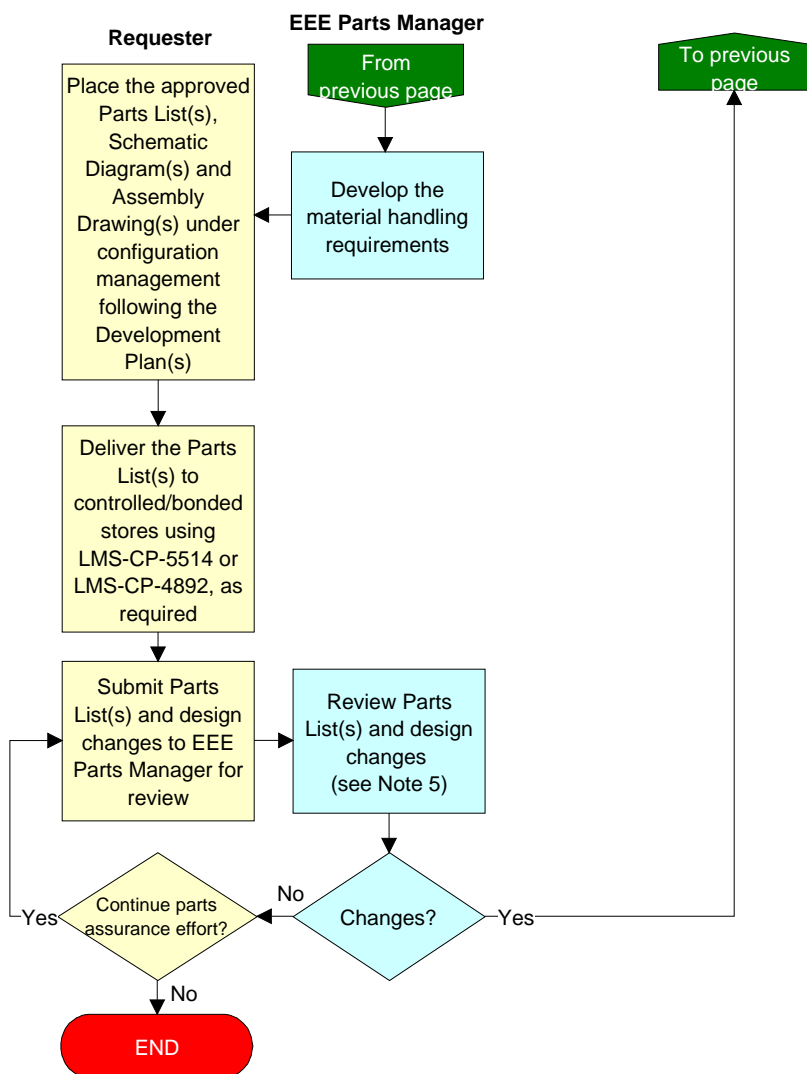 Requester
EEE Parts Manager
From
previous page
To previous
page
Place the approved
Parts List(s),
Schematic
Diagram(s) and
Assembly
Drawing(s) under
configuration
management
following the
Development
Plan(s)
Develop the
material handling
requirements
Deliver the Parts
List(s) to
controlled/bonded
stores using
LMS-CP-5514 or
LMS-CP-4892, as
required
Submit Parts
List(s) and design
changes to EEE
Parts Manager for
review
Review Parts
List(s) and design
changes
(see Note 5)
Changes?
No
Yes
Continue parts
assurance effort?
Yes
No
END